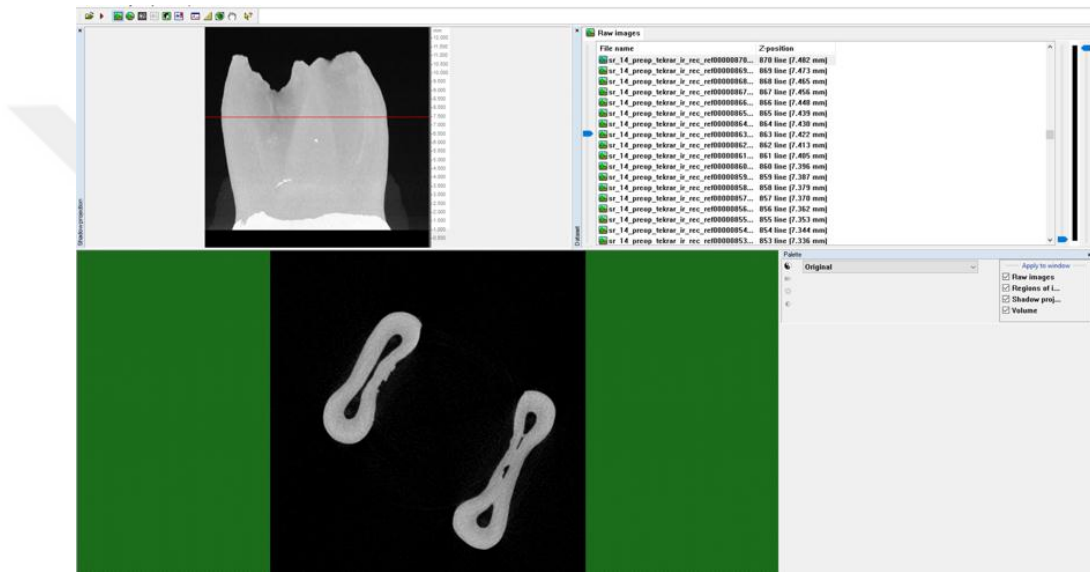 Raw images
File name Z-position
sr_14_preop_tekrar_ir_rec_ref00000870... 870 line (7.482 mm)
sr_14_preop_tekrar_ir_rec_ref00000869... 869 line (7.473 mm)
sr_14_preop_tekrar_ir_rec_ref00000868... 868 line (7.465 mm)
sr_14_preop_tekrar_ir_rec_ref00000867... 867 line (7.456 mm)
sr_14_preop_tekrar_ir_rec_ref00000866... 866 line (7.448 mm)
sr_14_preop_tekrar_ir_rec_ref00000865... 865 line (7.439 mm)
sr_14_preop_tekrar_ir_rec_ref00000864... 864 line (7.430 mm)
sr_14_preop_tekrar_ir_rec_ref00000863... 863 line (7.422 mm)
sr_14_preop_tekrar_ir_rec_ref00000862... 862 line (7.413 mm)
sr_14_preop_tekrar_ir_rec_ref00000861... 861 line (7.405 mm)
sr_14_preop_tekrar_ir_rec_ref00000860... 860 line (7.396 mm)
sr_14_preop_tekrar_ir_rec_ref00000859... 859 line (7.387 mm)
sr_14_preop_tekrar_ir_rec_ref00000858... 858 line (7.379 mm)
sr_14_preop_tekrar_ir_rec_ref00000857... 857 line (7.370 mm)
sr_14_preop_tekrar_ir_rec_ref00000856... 856 line (7.362 mm)
sr_14_preop_tekrar_ir_rec_ref00000855... 855 line (7.353 mm)
sr_14_preop_tekrar_ir_rec_ref00000854... 854 line (7.344 mm)
sr_14_preop_tekrar_ir_rec_ref00000853... 853 line (7.336 mm)
Shadow projection
Dataset
Palette
Original
Apply to window
Raw images
Regions of i...
Shadow proj...
Volume